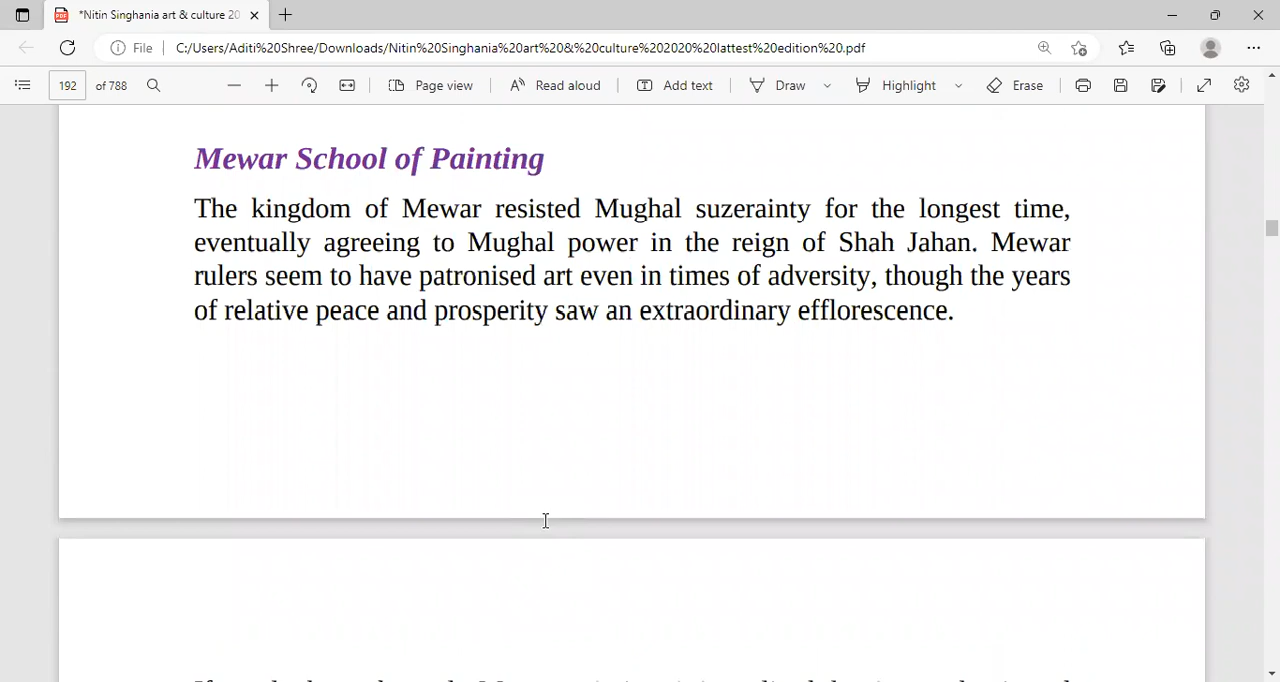 *Nitin Singhania art & culture 20
File
C:/Users/Aditi%20Shree/Downloads/Nitin%20Singhania%20art%20&%20culture%202020%20lattest%20edition%20.pdf
192 of 788
Page view
Read aloud
Add text
Draw
Highlight
Erase
Mewar School of Painting
The kingdom of Mewar resisted Mughal suzerainty for the longest time,
eventually agreeing to Mughal power in the reign of Shah Jahan. Mewar
rulers seem to have patronised art even in times of adversity, though the years
of relative peace and prosperity saw an extraordinary efflorescence.